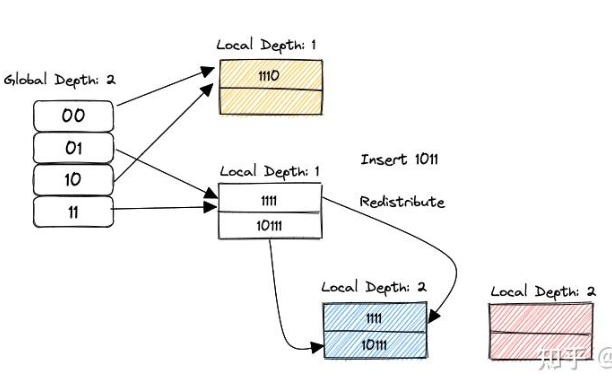 Local Depth: 1
Global Depth: 2
1110
00
01
10
11
Local Depth: 1
Insert 1011
1111
Redistribute
10111
Local Depth: 2
Local Depth: 2
1111
10111
知乎 @